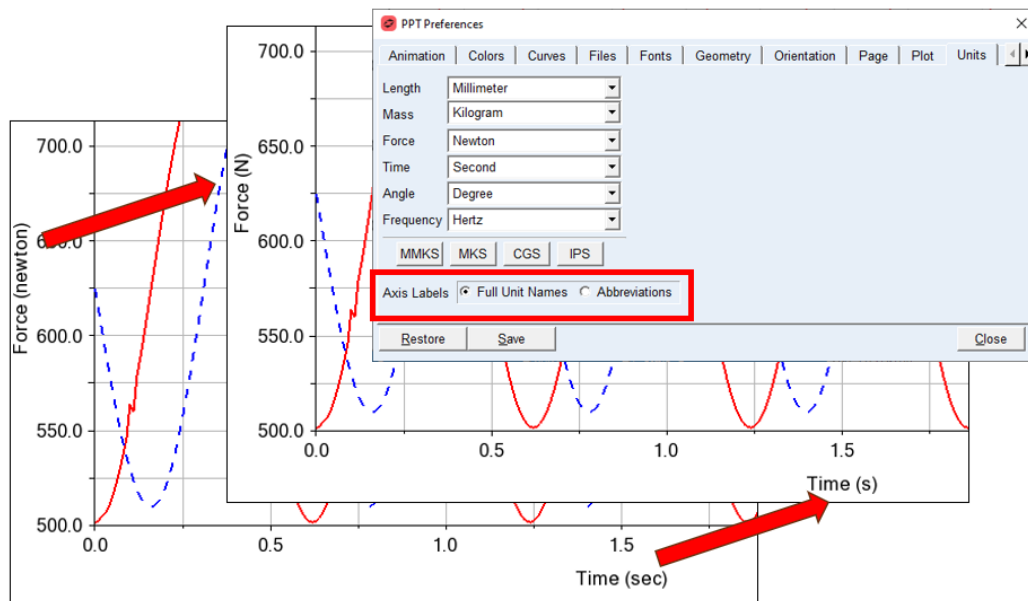 PPT Preferences
Animation Colors Curves Files Fonts Geometry Orientation Page Plot Units
Length Millimeter
Mass Kilogram
Force Newton
Time Second
Angle Degree
Frequency Hertz
MMKS MKS CGS IPS
Axis Labels Full Unit Names Abbreviations
Restore Save Close
700.0
650.0
600.0
550.0
500.0
Force (N)
0.0 0.5 1.0 1.5
Time (s)
700.0
600.0
550.0
500.0
Force (newton)
0.0 0.5 1.0 1.5
Time (sec)